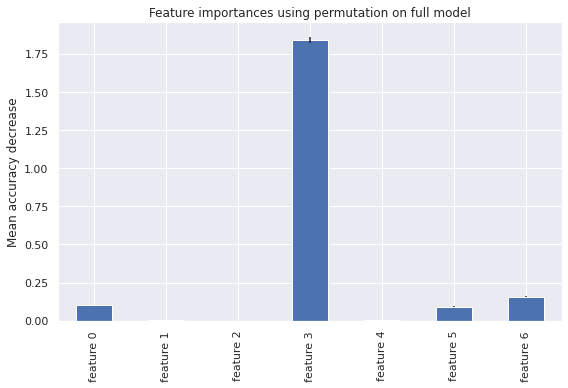 Feature importances using permutation on full model
Mean accuracy decrease
1.75
1.50
1.25
1.00
0.75
0.50
0.25
0.00
feature 0
feature 1
feature 2
feature 3
feature 4
feature 5
feature 6